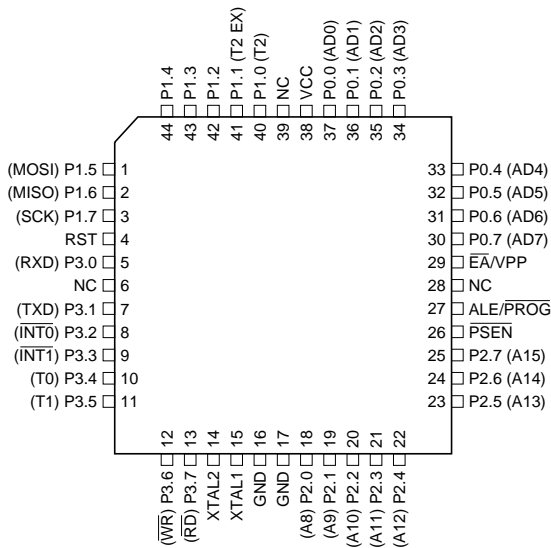 P1.4
P1.3
P1.2
P1.1 (T2 EX)
P1.0 (T2)
NC
VCC
P0.0 (AD0)
P0.1 (AD1)
P0.2 (AD2)
P0.3 (AD3)
44
43
42
41
40
39
38
37
36
35
34
(MOSI) P1.5 1
(MISO) P1.6 2
(SCK) P1.7 3
RST 4
(RXD) P3.0 5
NC 6
(TXD) P3.1 7
(INT0) P3.2 8
(INT1) P3.3 9
(T0) P3.4 10
(T1) P3.5 11
33 P0.4 (AD4)
32 P0.5 (AD5)
31 P0.6 (AD6)
30 P0.7 (AD7)
29 EA/VPP
28 NC
27 ALE/PROG
26 PSEN
25 P2.7 (A15)
24 P2.6 (A14)
23 P2.5 (A13)
12
13
14
15
16
17
18
19
20
21
22
(WR) P3.6
(RD) P3.7
XTAL2
XTAL1
GND
GND
(A8) P2.0
(A9) P2.1
(A10) P2.2
(A11) P2.3
(A12) P2.4